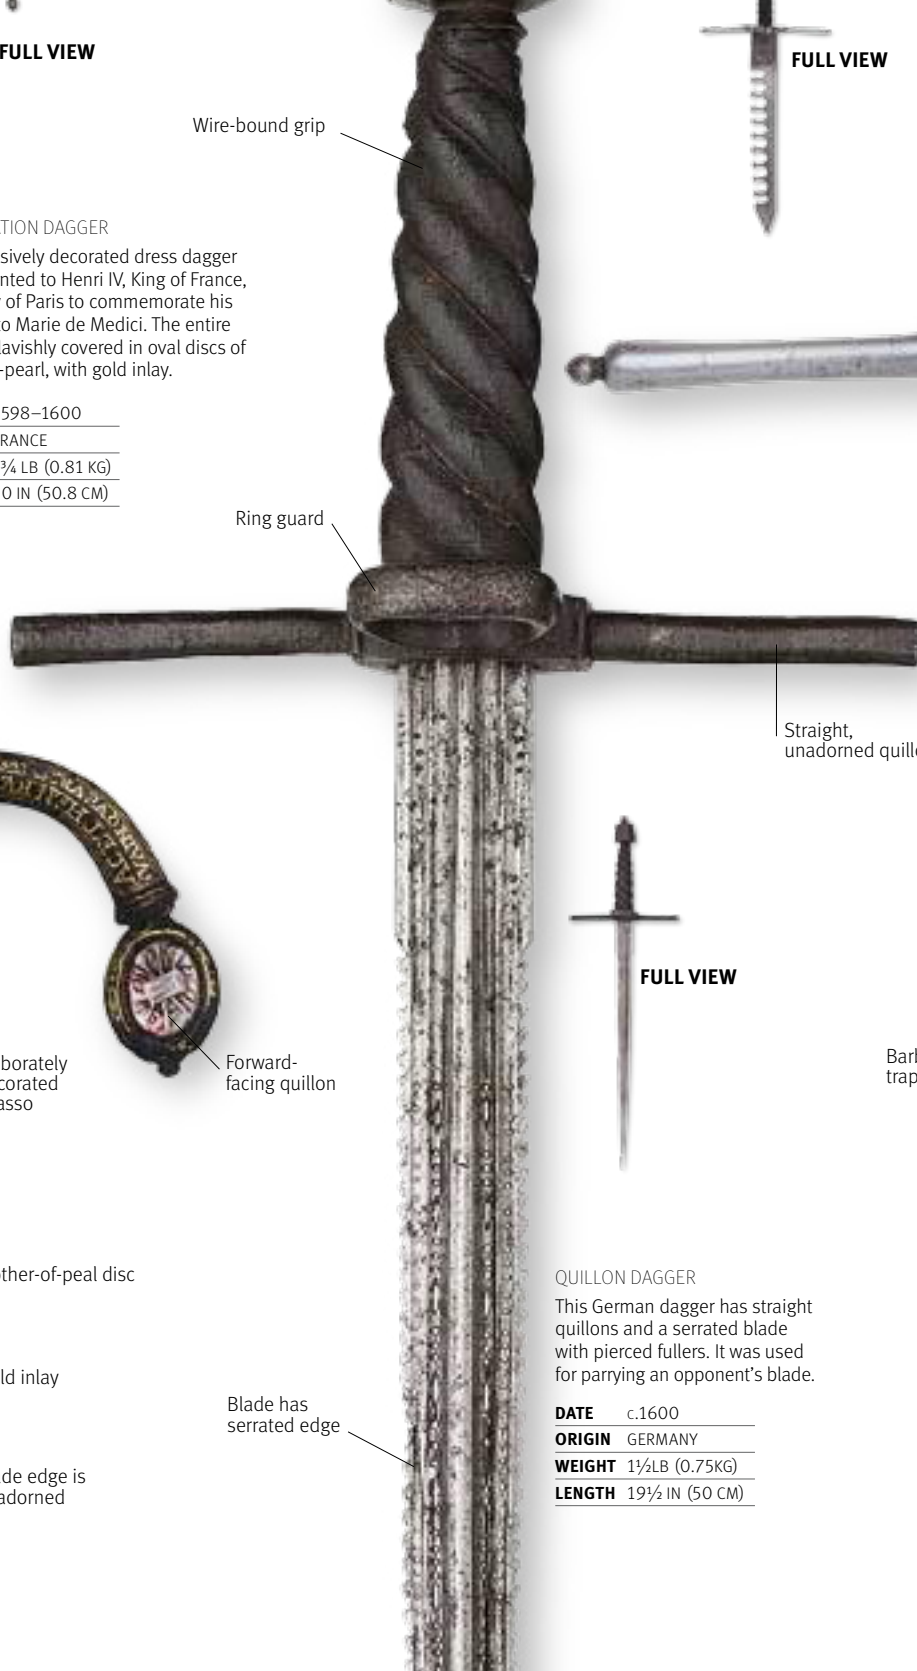 FULL VIEW
FULL VIEW
Wire-bound grip
TION DAGGER
sively decorated dress dagger
nted to Henri IV, King of France,
of Paris to commemorate his
to Marie de Medici. The entire
lavishly covered in oval discs of
-pearl, with gold inlay.
598–1600
RANCE
¾ LB (0.81 KG)
0 IN (50.8 CM)
Ring guard
Straight,
unadorned quill
FULL VIEW
borately
corated
asso
Forward-
facing quillon
Bar
trap
ther-of-peal disc
ld inlay
Blade has
serrated edge
de edge is
adorned
QUILLON DAGGER
This German dagger has straight
quillons and a serrated blade
with pierced fullers. It was used
for parrying an opponent’s blade.
DATE c.1600
ORIGIN GERMANY
WEIGHT 1½LB (0.75KG)
LENGTH 19½ IN (50 CM)